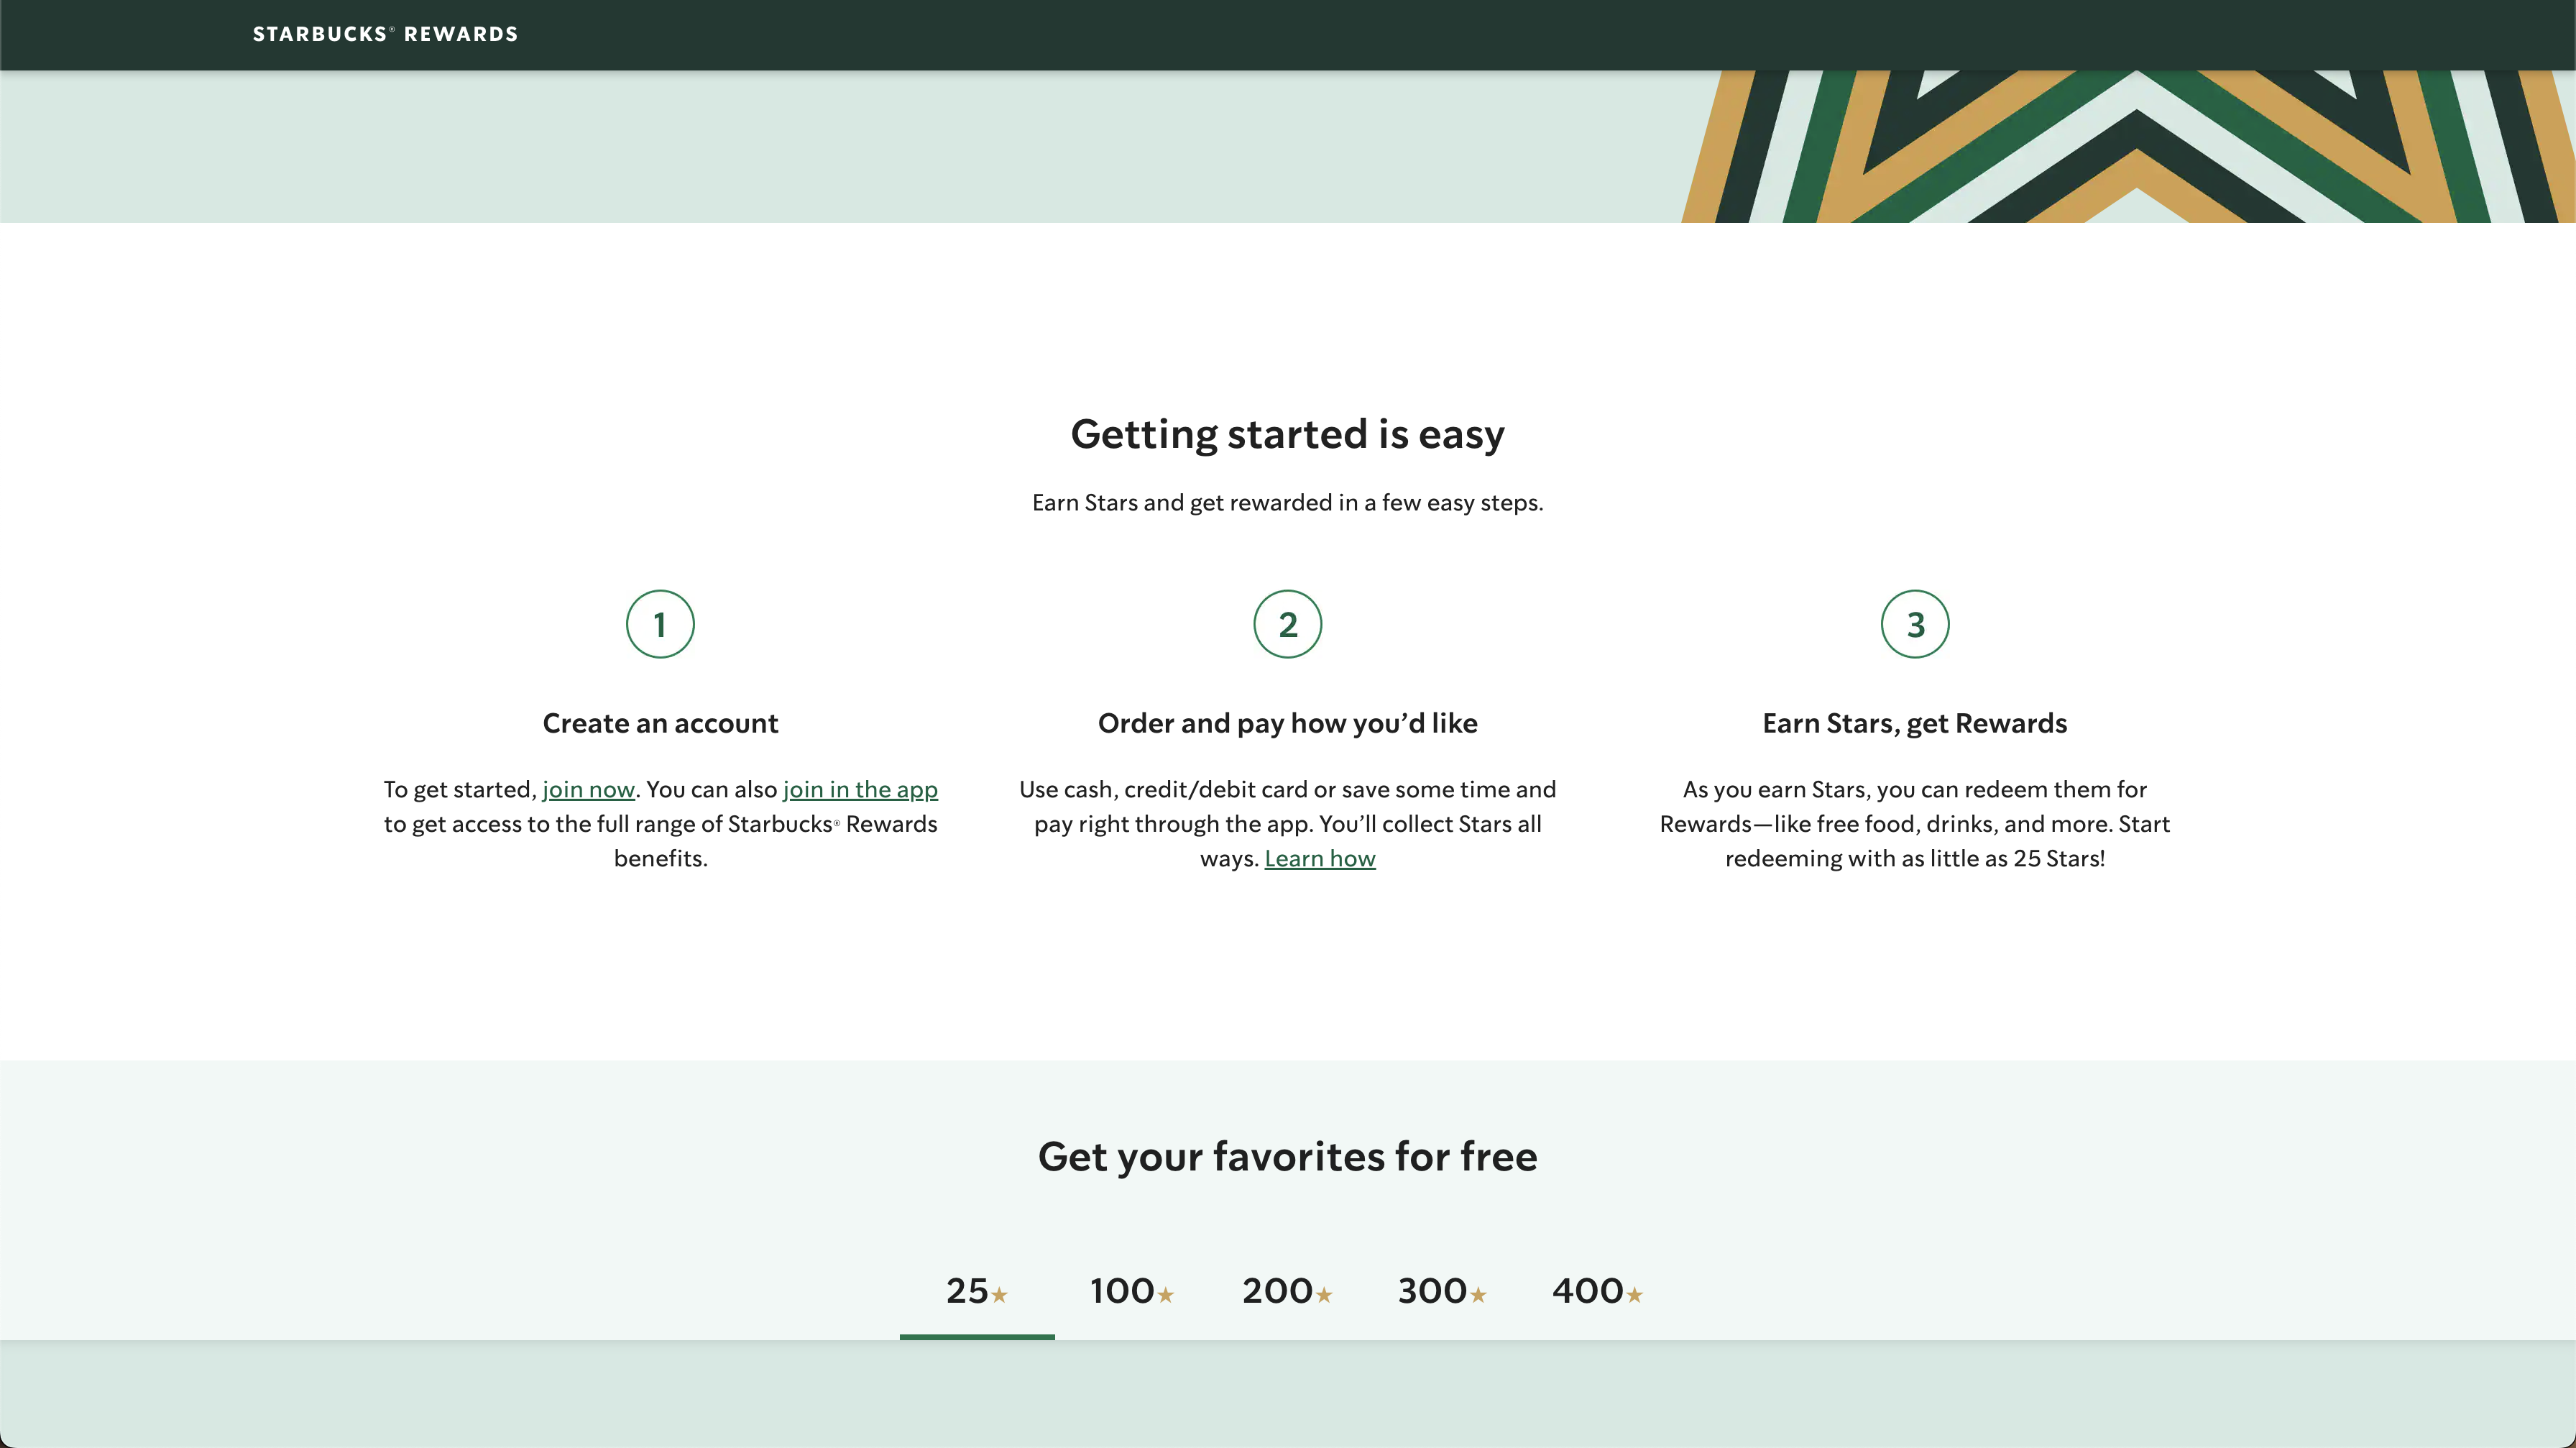 STARBUCKS® REWARDS
Getting started is easy
Earn Stars and get rewarded in a few easy steps.
1
Create an account
To get started, join now. You can also join in the app
to get access to the full range of Starbucks® Rewards
benefits.
2
Order and pay how you’d like
Use cash, credit/debit card or save some time and
pay right through the app. You’ll collect Stars all
ways. Learn how
3
Earn Stars, get Rewards
As you earn Stars, you can redeem them for
Rewards—like free food, drinks, and more. Start
redeeming with as little as 25 Stars!
Get your favorites for free
25★ 100★ 200★ 300★ 400★